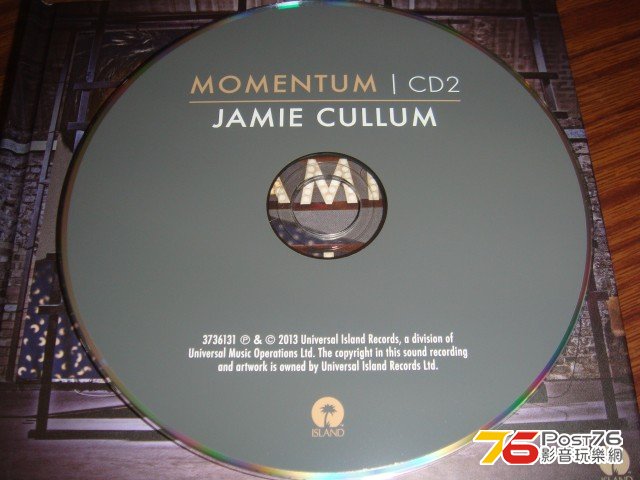 MOMENTUM | CD2
JAMIE CULLUM
AMI
3736131 ℗ & © 2013 Universal Island Records, a division of
Universal Music Operations Ltd. The copyright in this sound recording
and artwork is owned by Universal Island Records Ltd.
ISLAND
76 Post76
影音玩樂網